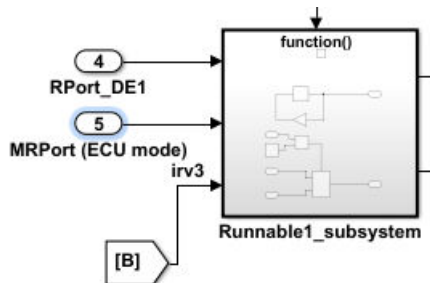 function()
4
RPort_DE1
5
MRPort (ECU mode)
irv3
[B]
Runnable1_subsystem